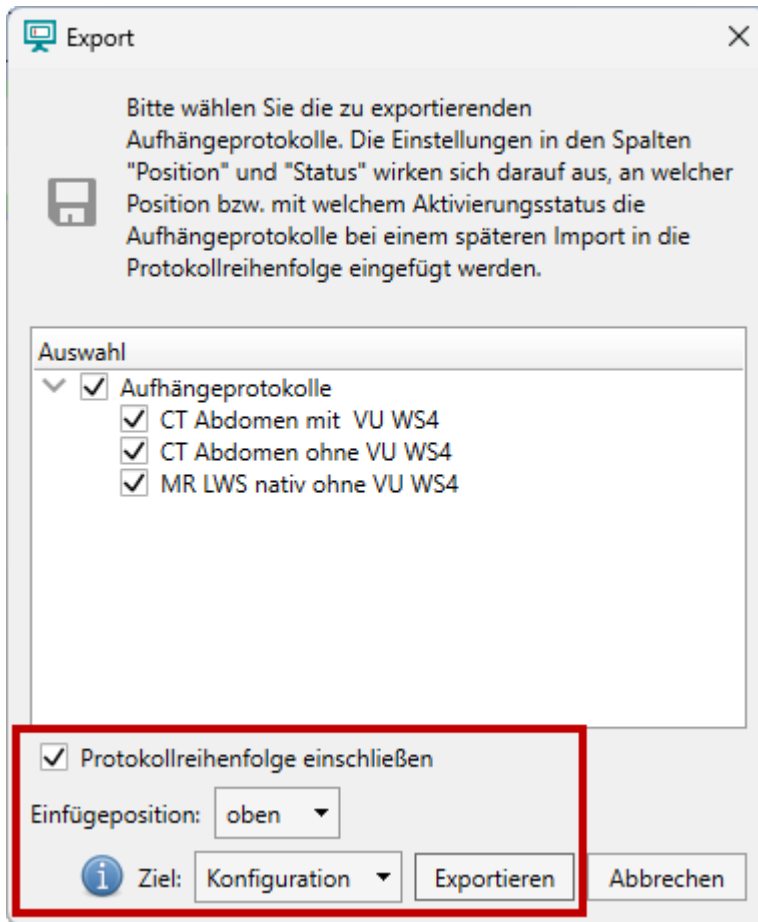 Export
Bitte wählen Sie die zu exportierenden
Aufhängeprotokolle. Die Einstellungen in den Spalten
"Position" und "Status" wirken sich darauf aus, an welcher
Position bzw. mit welchem Aktivierungsstatus die
Aufhängeprotokolle bei einem späteren Import in die
Protokollreihenfolge eingefügt werden.
Auswahl
Aufhängeprotokolle
CT Abdomen mit  VU WS4
CT Abdomen ohne VU WS4
MR LWS nativ ohne VU WS4
Protokollreihenfolge einschließen
Einfügeposition: oben
Ziel: Konfiguration Exportieren Abbrechen